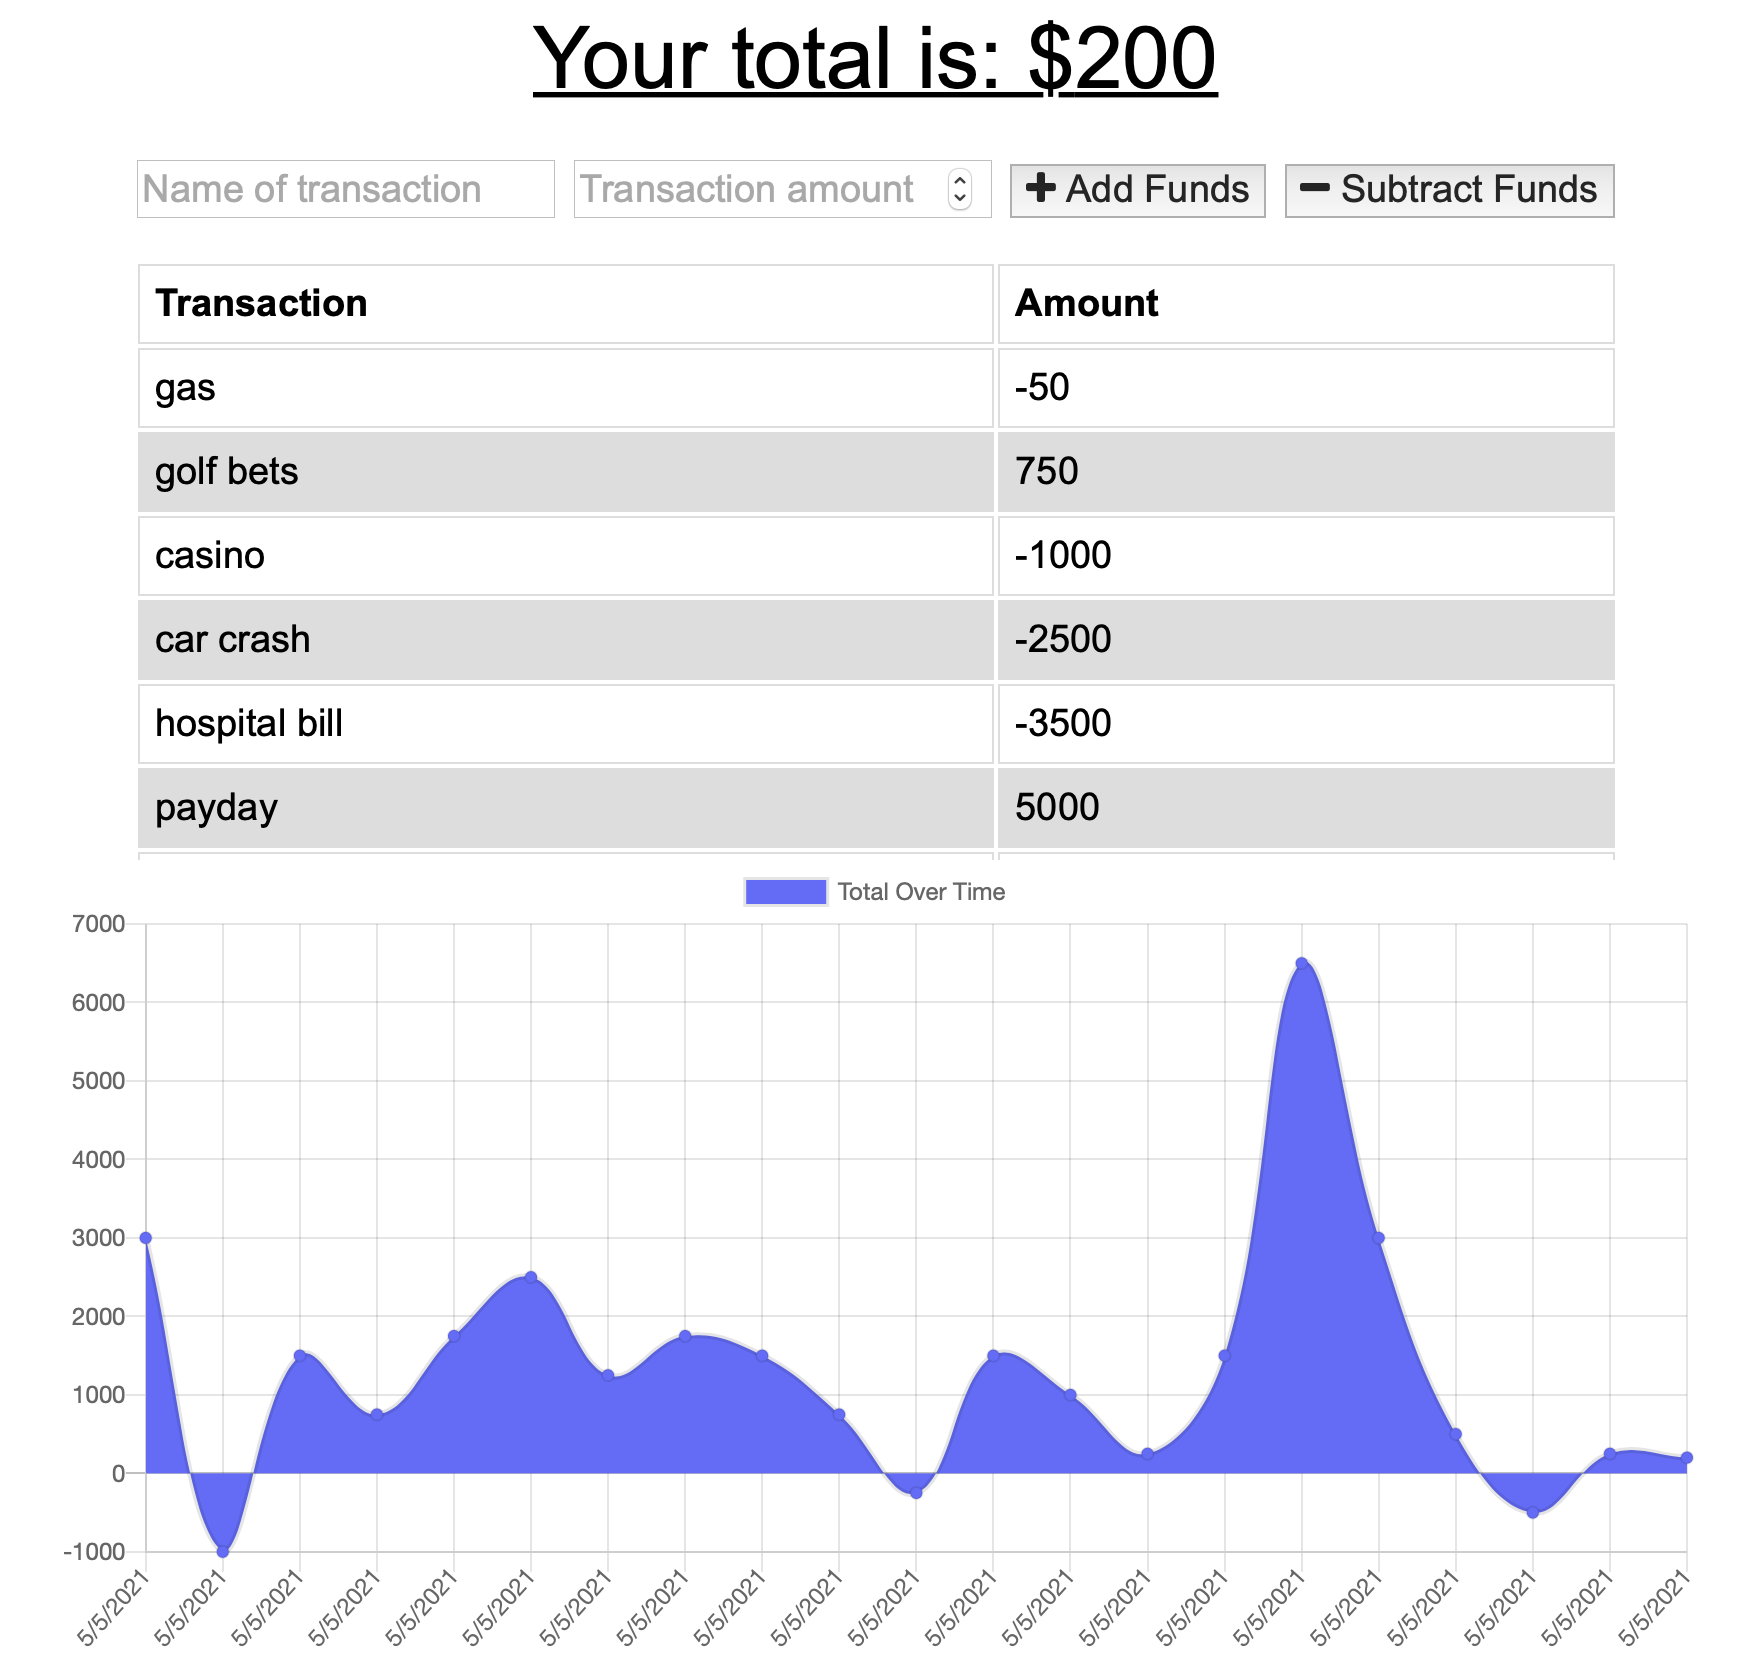 Your total is: $200
Name of transaction Transaction amount Add Funds Subtract Funds
Transaction Amount
gas -50
golf bets 750
casino -1000
car crash -2500
hospital bill -3500
payday 5000
Total Over Time
7000
6000
5000
4000
3000
2000
1000
0
-1000
5/5/2021 5/5/2021 5/5/2021 5/5/2021 5/5/2021 5/5/2021 5/5/2021 5/5/2021 5/5/2021 5/5/2021 5/5/2021 5/5/2021 5/5/2021 5/5/2021 5/5/2021 5/5/2021 5/5/2021 5/5/2021 5/5/2021 5/5/2021 5/5/2021